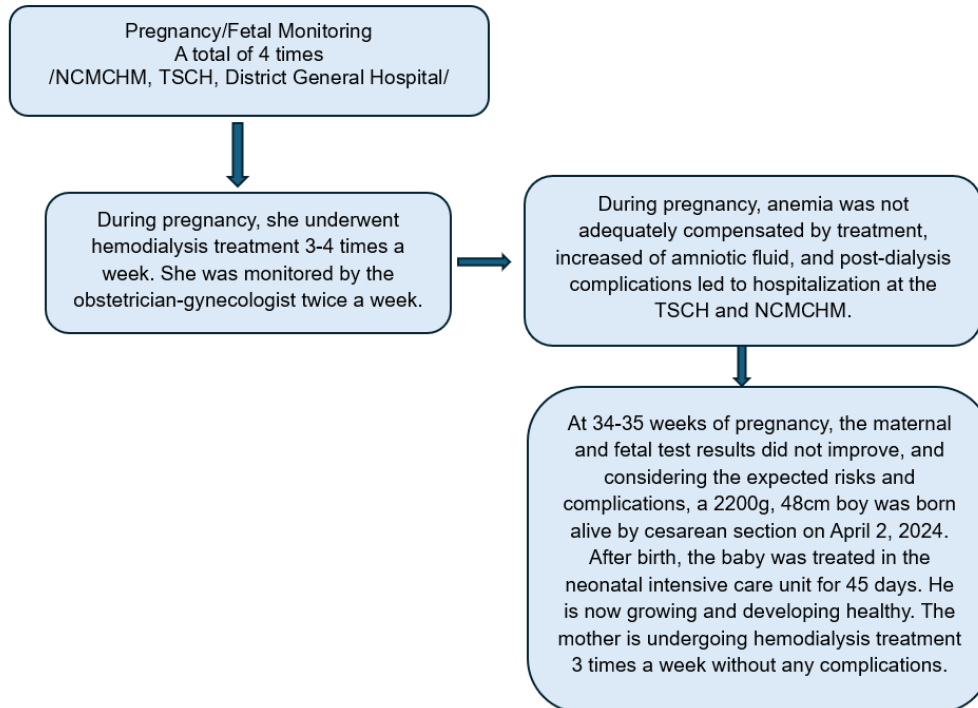 Pregnancy/Fetal Monitoring
A total of 4 times
/NCMCHM, TSCH, District General Hospital/
During pregnancy, she underwent
hemodialysis treatment 3-4 times a
week. She was monitored by the
obstetrician-gynecologist twice a week.
During pregnancy, anemia was not
adequately compensated by treatment,
increased of amniotic fluid, and post-dialysis
complications led to hospitalization at the
TSCH and NCMCHM.
At 34-35 weeks of pregnancy, the maternal
and fetal test results did not improve, and
considering the expected risks and
complications, a 2200g, 48cm boy was born
alive by cesarean section on April 2, 2024.
After birth, the baby was treated in the
neonatal intensive care unit for 45 days. He
is now growing and developing healthy. The
mother is undergoing hemodialysis treatment
3 times a week without any complications.